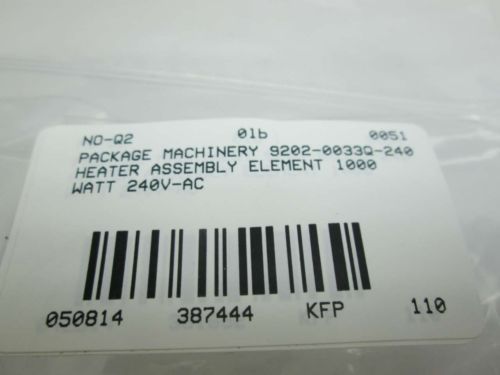 NO-Q2 01b 0051
PACKAGE MACHINERY 9202-0033Q-240
HEATER ASSEMBLY ELEMENT 1000
WATT 240V-AC
050814 387444 KFP 110